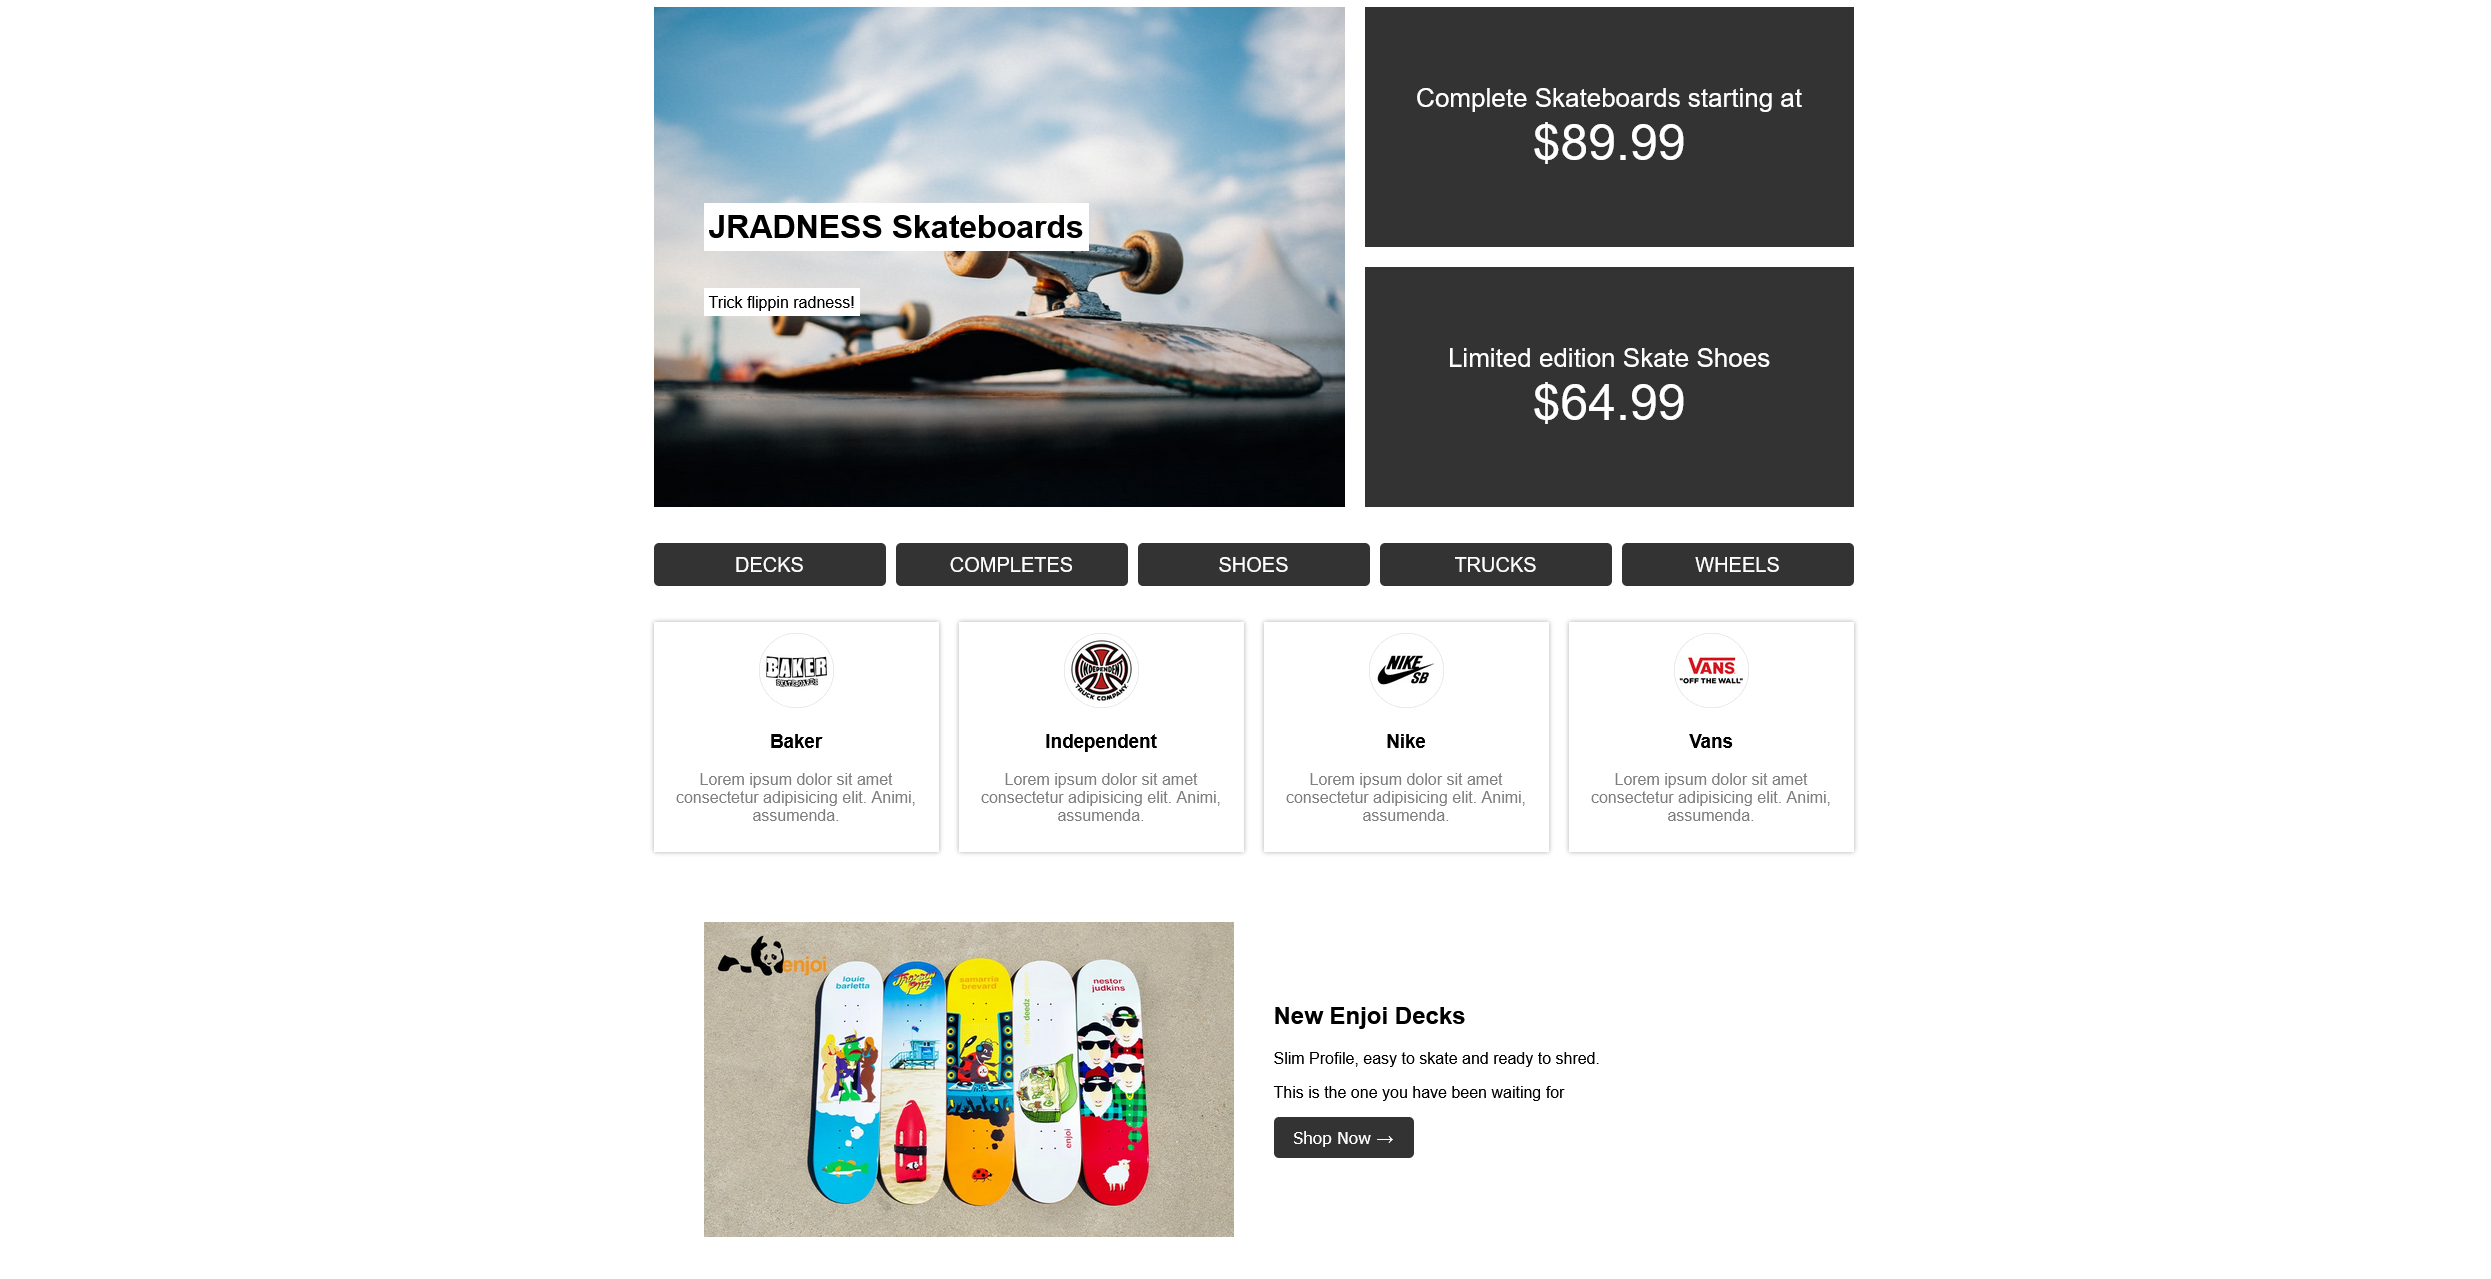 JRADNESS Skateboards
Trick flippin radness!
Complete Skateboards starting at
$89.99
Limited edition Skate Shoes
$64.99
DECKS
COMPLETES
SHOES
TRUCKS
WHEELS
BAKER
SKATEBOARDS
Baker
Lorem ipsum dolor sit amet
consectetur adipisicing elit. Animi,
assumenda.
INDEPENDENT
TRUCK COMPANY
Independent
Lorem ipsum dolor sit amet
consectetur adipisicing elit. Animi,
assumenda.
NIKE
SB
Nike
Lorem ipsum dolor sit amet
consectetur adipisicing elit. Animi,
assumenda.
VANS
"OFF THE WALL"
Vans
Lorem ipsum dolor sit amet
consectetur adipisicing elit. Animi,
assumenda.
enjoi
louie
barletta
samarria
brevard
deedz
nestor
judkins
enjoi
New Enjoi Decks
Slim Profile, easy to skate and ready to shred.
This is the one you have been waiting for
Shop Now →